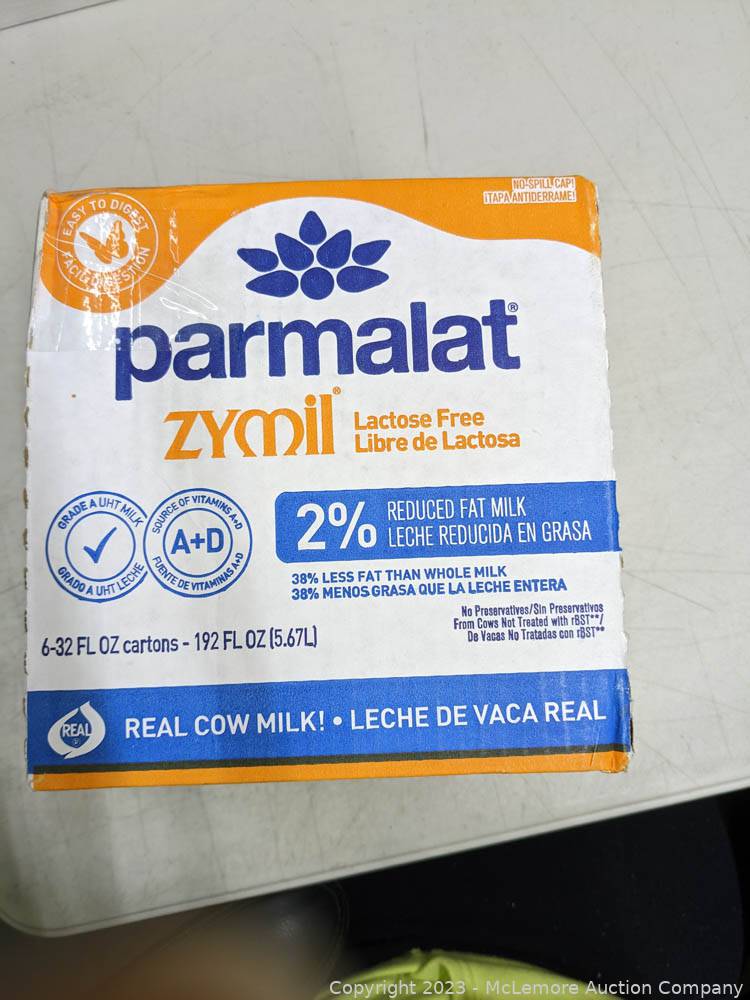 NO-SPILL CAP!
¡TAPA ANTIDERRAME!
EASY TO DIGEST
FÁCIL DIGESTIÓN
parmalat®
ZYMIL®
Lactose Free
Libre de Lactosa
GRADE A UHT MILK
GRADO A UHT LECHE
SOURCE OF VITAMINS A+D
A+D
FUENTE DE VITAMINAS A+D
2%
REDUCED FAT MILK
LECHE REDUCIDA EN GRASA
38% LESS FAT THAN WHOLE MILK
38% MENOS GRASA QUE LA LECHE ENTERA
No Preservatives/Sin Preservativos
From Cows Not Treated with rBST**/
De Vacas No Tratadas con rBST**
6-32 FL OZ cartons - 192 FL OZ (5.67L)
REAL
REAL COW MILK! • LECHE DE VACA REAL
Copyright 2023 - McLemore Auction Company